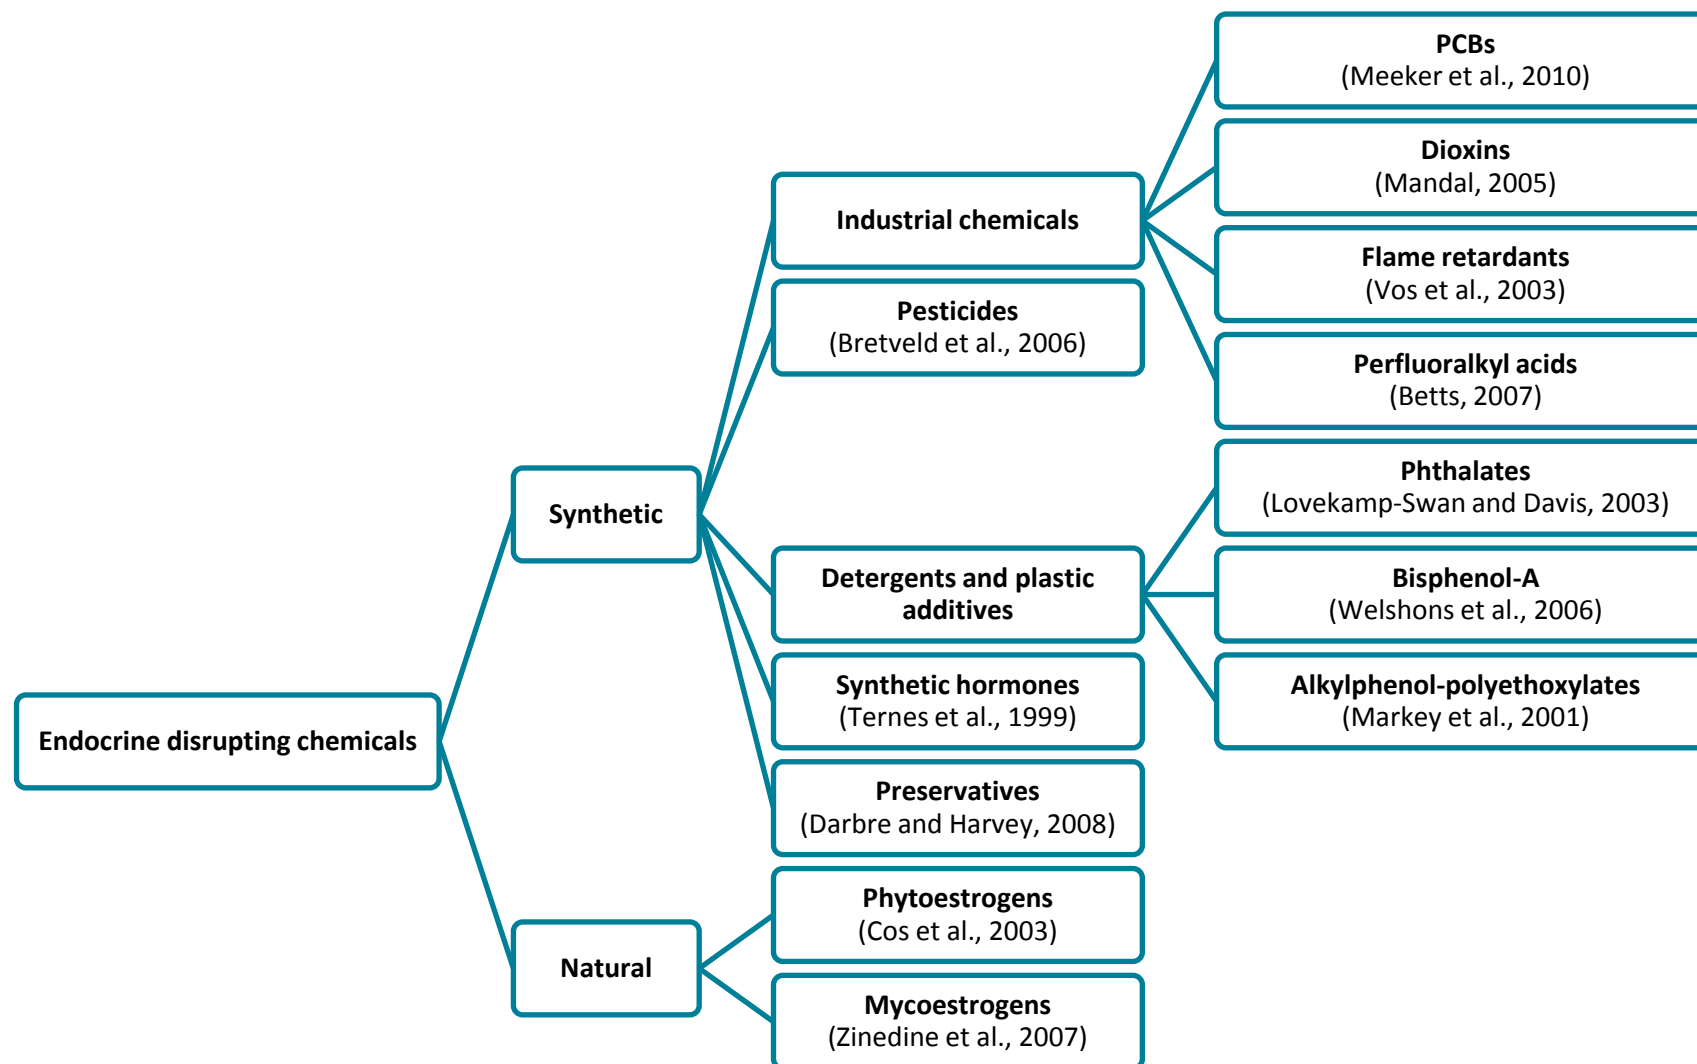 Endocrine disrupting chemicals
Synthetic
Industrial chemicals
PCBs
(Meeker et al., 2010)
Dioxins
(Mandal, 2005)
Flame retardants
(Vos et al., 2003)
Perfluoralkyl acids
(Betts, 2007)
Pesticides
(Bretveld et al., 2006)
Detergents and plastic
additives
Phthalates
(Lovekamp-Swan and Davis, 2003)
Bisphenol-A
(Welshons et al., 2006)
Alkylphenol-polyethoxylates
(Markey et al., 2001)
Synthetic hormones
(Ternes et al., 1999)
Preservatives
(Darbre and Harvey, 2008)
Natural
Phytoestrogens
(Cos et al., 2003)
Mycoestrogens
(Zinedine et al., 2007)